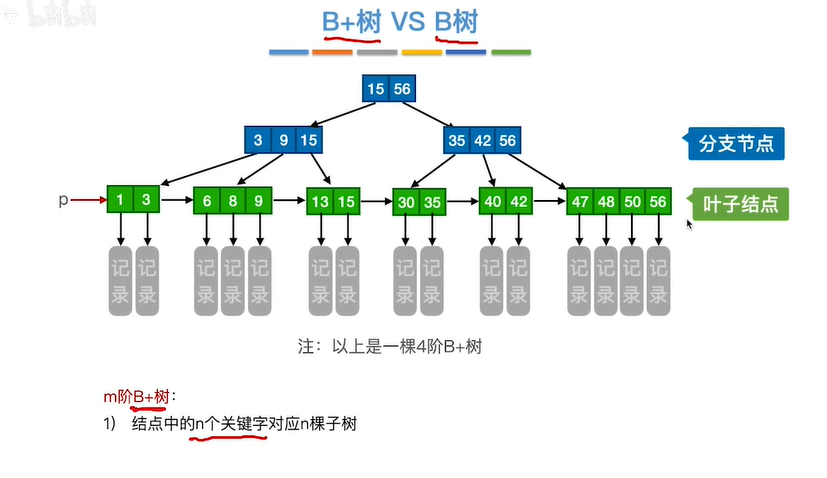 bilibili
B+树 VS B树
15 56
3 9 15
35 42 56
分支节点
p
1 3
6 8 9
13 15
30 35
40 42
47 48 50 56
叶子结点
记录 记录 记录 记录 记录 记录 记录 记录 记录 记录 记录 记录 记录 记录 记录
注：以上是一棵4阶B+树
m阶B+树：
1) 结点中的n个关键字对应n棵子树